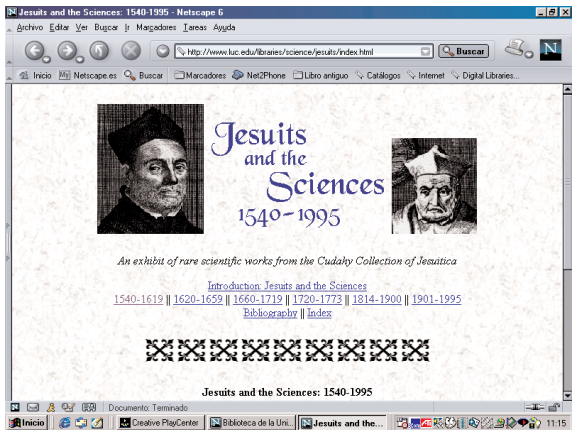 Jesuits and the Sciences: 1540-1995 - Netscape 6
Archivo Editar Ver Buscar Ir Marcadores Tareas Ayuda
http://www.luc.edu/libraries/science/jesuits/index.html Buscar N
Inicio My Netscape.es Buscar Marcadores Net2Phone Libro antiguo Catálogos Internet Digital Libraries...
Jesuits
and the
Sciences
1540-1995
An exhibit of rare scientific works from the Cudahy Collection of Jesuitica
Introduction: Jesuits and the Sciences
1540-1619 || 1620-1659 || 1660-1719 || 1720-1773 || 1814-1900 || 1901-1995
Bibliography || Index
Jesuits and the Sciences: 1540-1995
Documento: Terminado
Inicio Creative PlayCenter Biblioteca de la Uni... Jesuits and the... 11:15